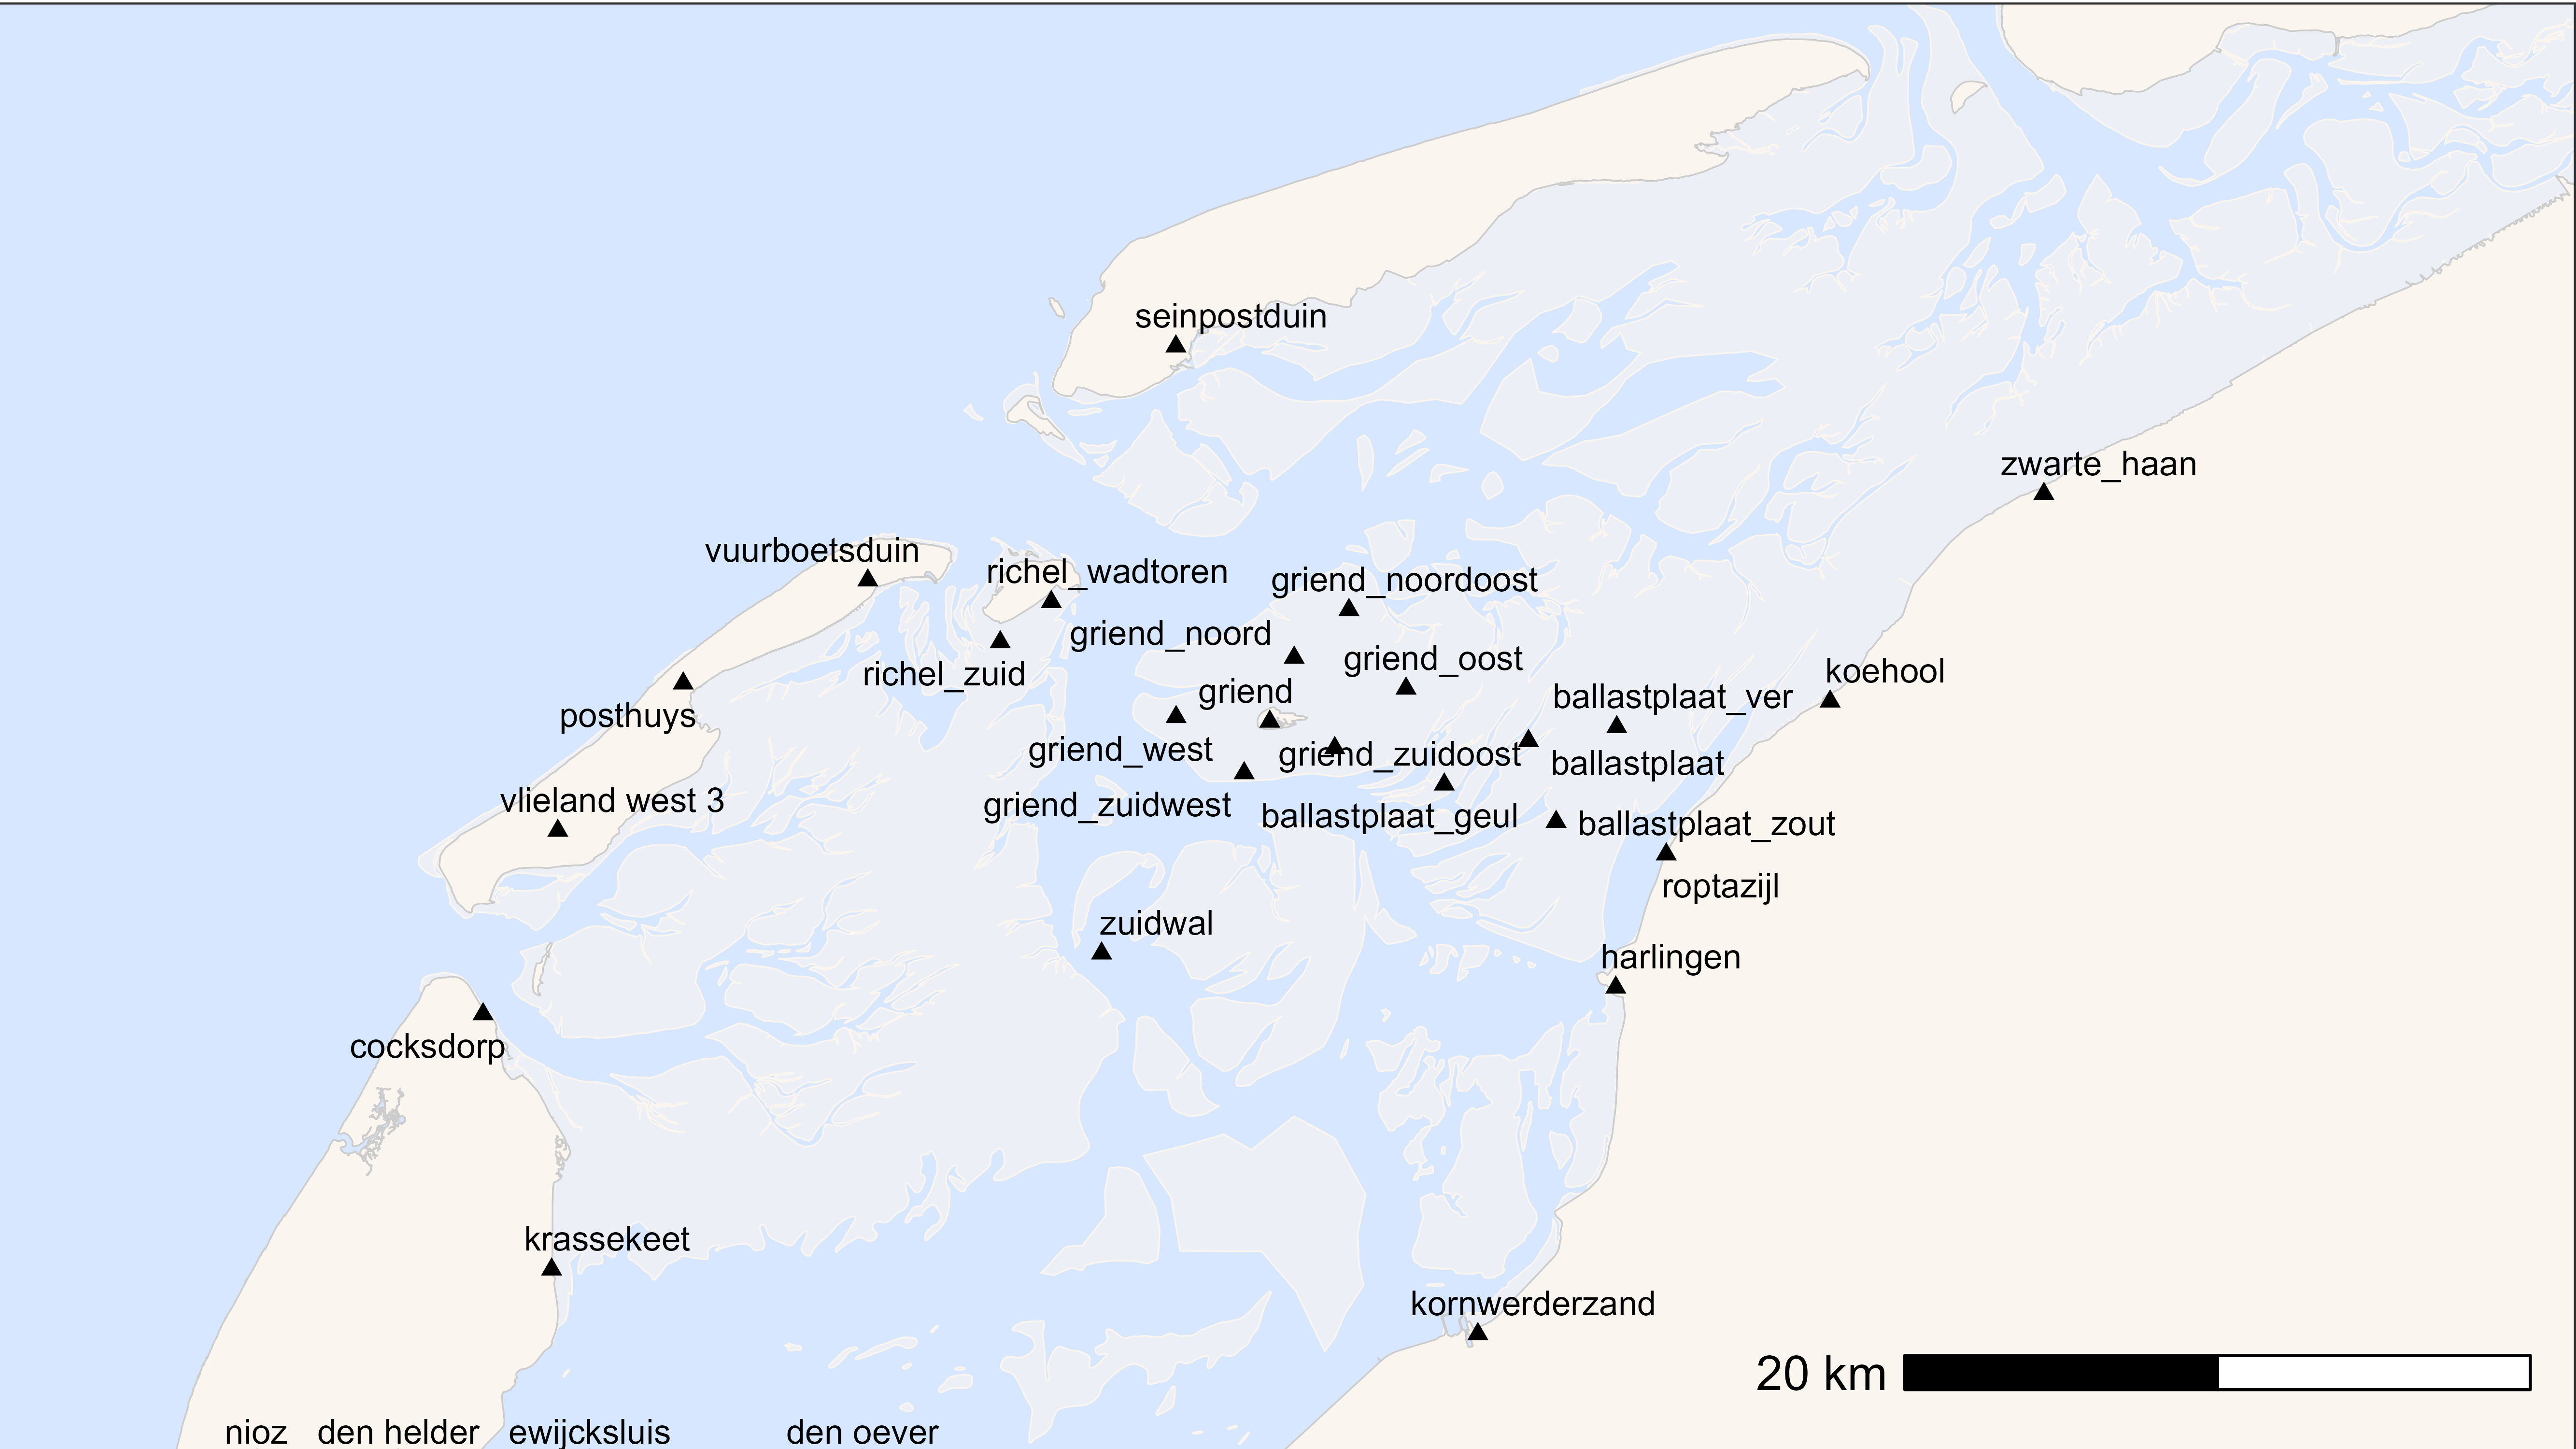 seinpostduin
zwarte_haan
vuurboetsduin
richel_wadtoren
griend_noordoost
griend_noord
griend_oost
richel_zuid
koehool
griend
ballastplaat_ver
posthuys
griend_west
griend_zuidoost
ballastplaat
vlieland west 3
griend_zuidwest
ballastplaat_geul
ballastplaat_zout
roptazijl
zuidwal
harlingen
cocksdorp
krassekeet
kornwerderzand
20 km
nioz den helder ewijcksluis den oever